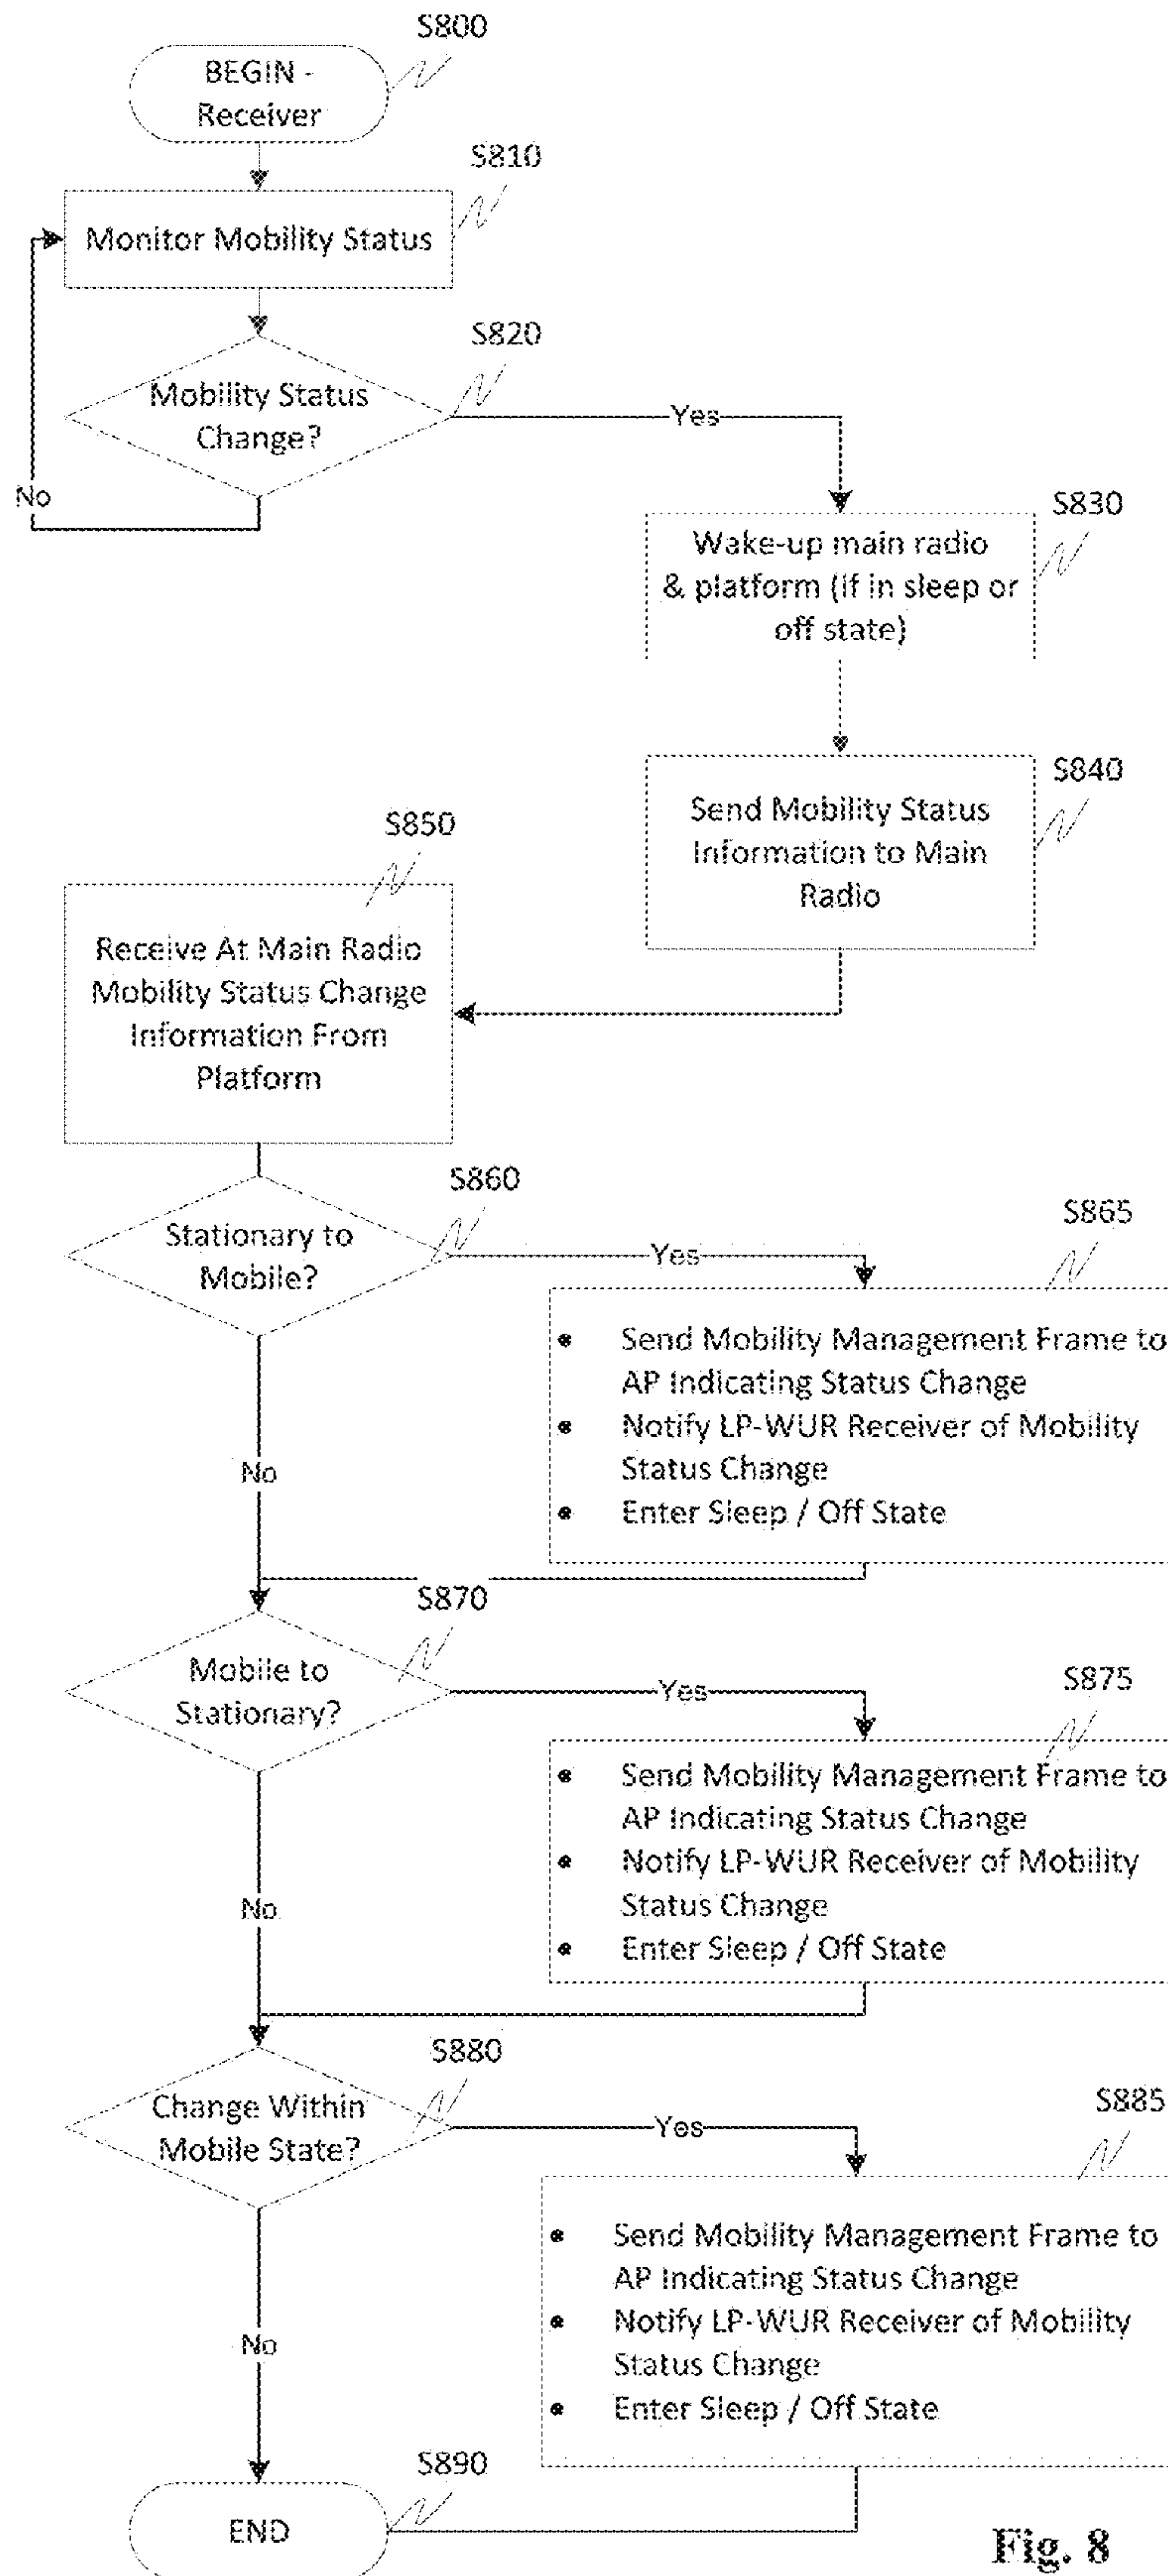 S800
BEGIN -
Receiver
S810
Monitor Mobility Status
S820
Mobility Status
Change?
Yes
No
S830
Wake-up main radio
& platform (if in sleep or
off state)
S840
Send Mobility Status
Information to Main
Radio
S850
Receive At Main Radio
Mobility Status Change
Information From
Platform
S860
Stationary to
Mobile?
Yes
S865
• Send Mobility Management Frame to
AP Indicating Status Change
• Notify LP-WUR Receiver of Mobility
Status Change
• Enter Sleep / Off State
No
S870
Mobile to
Stationary?
Yes
S875
• Send Mobility Management Frame to
AP Indicating Status Change
• Notify LP-WUR Receiver of Mobility
Status Change
• Enter Sleep / Off State
No
S880
Change Within
Mobile State?
Yes
S885
• Send Mobility Management Frame to
AP Indicating Status Change
• Notify LP-WUR Receiver of Mobility
Status Change
• Enter Sleep / Off State
No
S890
END
Fig. 8